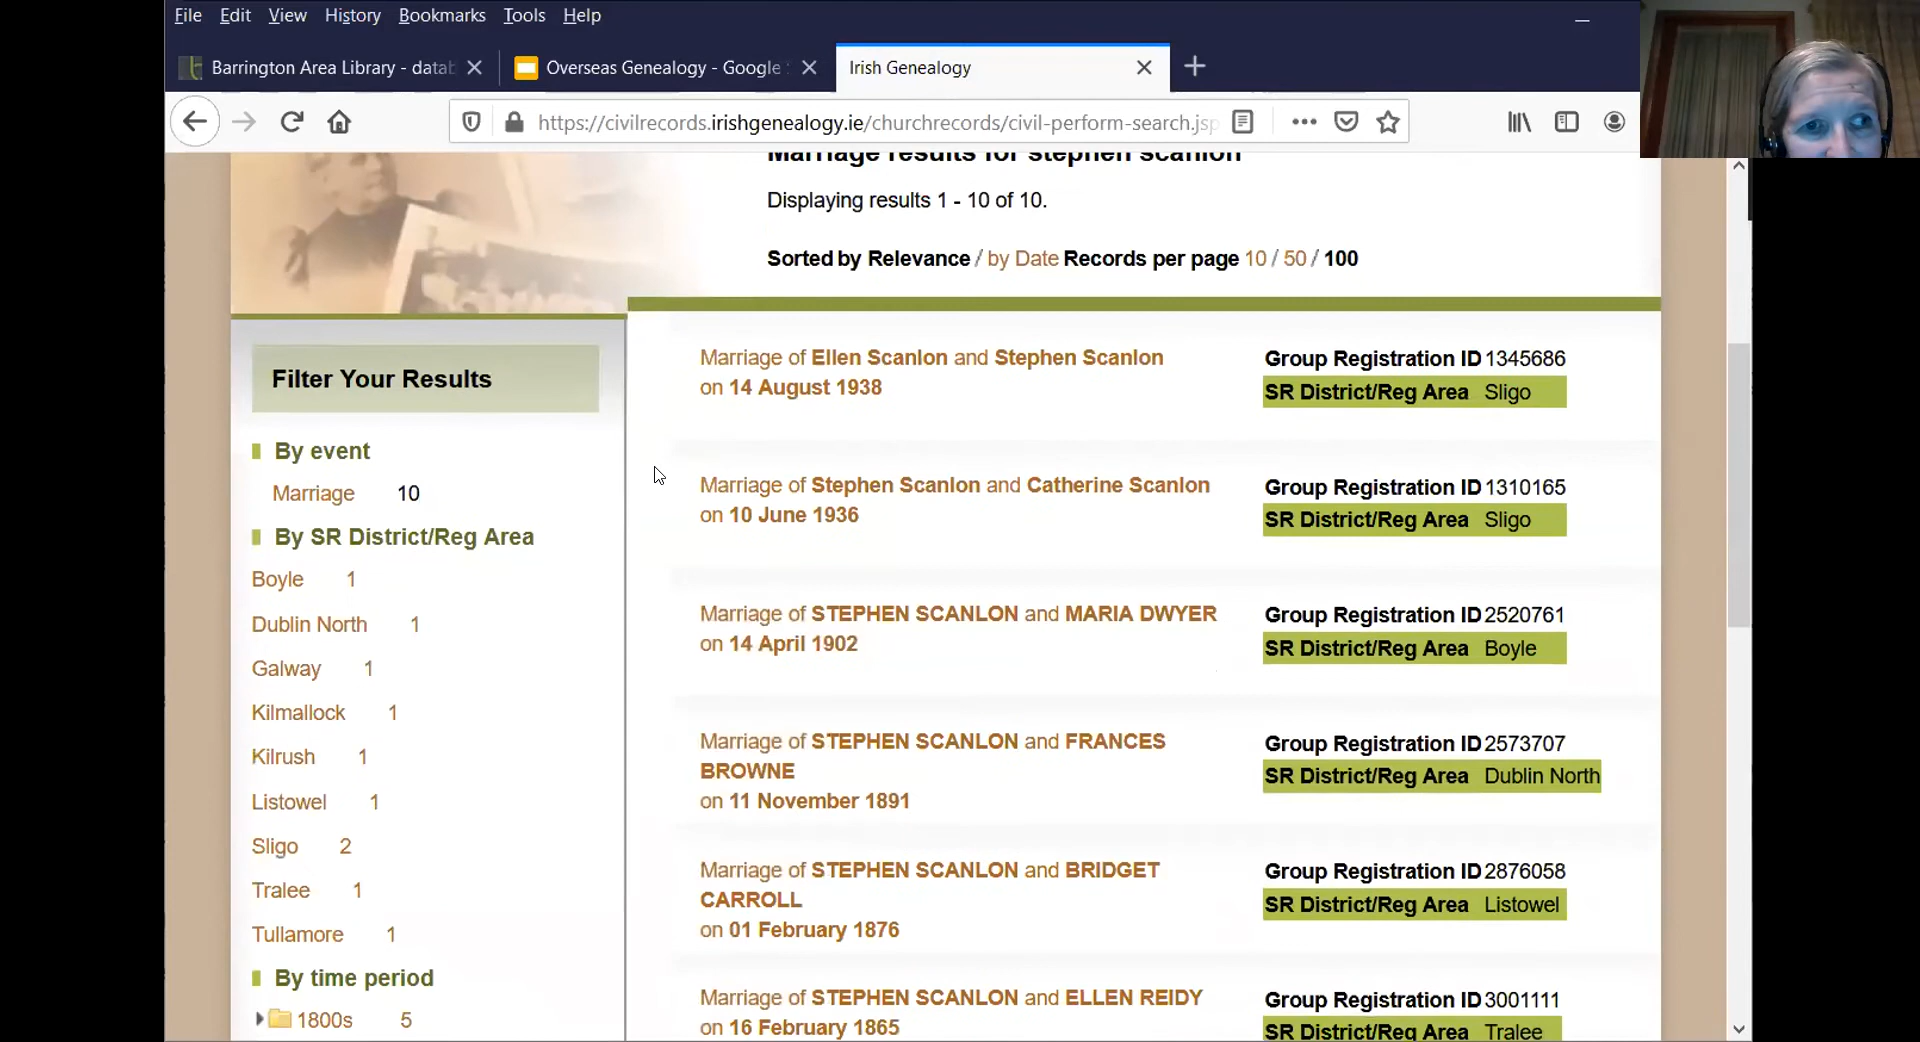 File Edit View History Bookmarks Tools Help
Barrington Area Library - datab
Overseas Genealogy - Google S
Irish Genealogy
https://civilrecords.irishgenealogy.ie/churchrecords/civil-perform-search.jsp
Marriage results for stephen scanlon
Displaying results 1 - 10 of 10.
Sorted by Relevance / by Date Records per page 10 / 50 / 100
Filter Your Results
By event
Marriage 10
By SR District/Reg Area
Boyle 1
Dublin North 1
Galway 1
Kilmallock 1
Kilrush 1
Listowel 1
Sligo 2
Tralee 1
Tullamore 1
By time period
1800s 5
Marriage of Ellen Scanlon and Stephen Scanlon
on 14 August 1938
Group Registration ID 1345686
SR District/Reg Area Sligo
Marriage of Stephen Scanlon and Catherine Scanlon
on 10 June 1936
Group Registration ID 1310165
SR District/Reg Area Sligo
Marriage of STEPHEN SCANLON and MARIA DWYER
on 14 April 1902
Group Registration ID 2520761
SR District/Reg Area Boyle
Marriage of STEPHEN SCANLON and FRANCES
BROWNE
on 11 November 1891
Group Registration ID 2573707
SR District/Reg Area Dublin North
Marriage of STEPHEN SCANLON and BRIDGET
CARROLL
on 01 February 1876
Group Registration ID 2876058
SR District/Reg Area Listowel
Marriage of STEPHEN SCANLON and ELLEN REIDY
on 16 February 1865
Group Registration ID 3001111
SR District/Reg Area Tralee